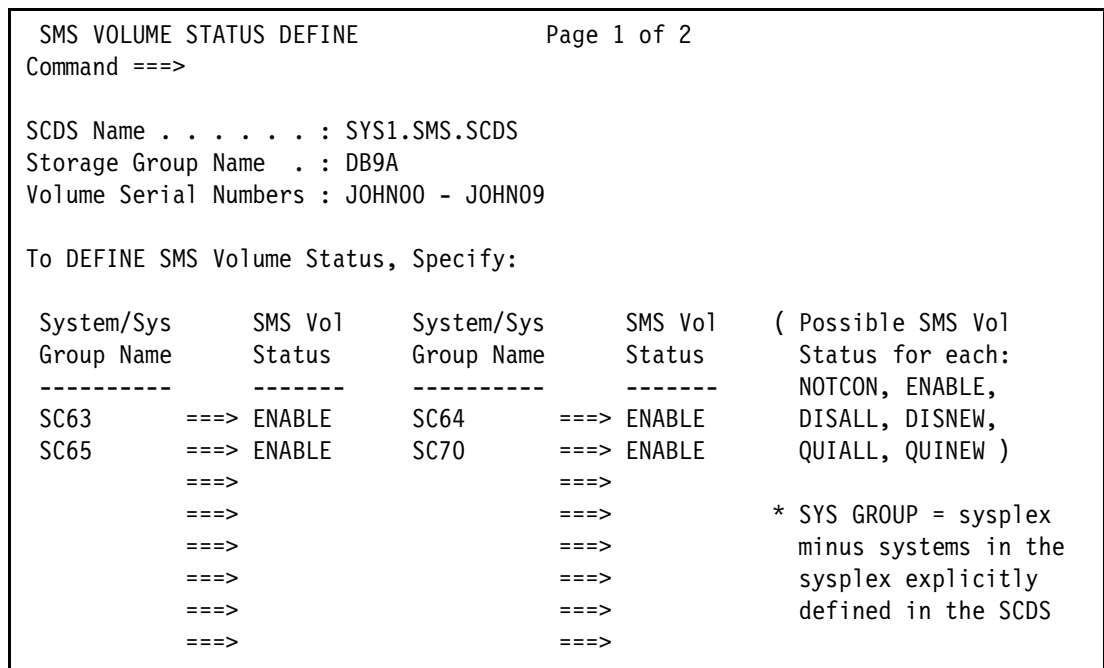 SMS VOLUME STATUS DEFINE                Page 1 of 2
Command ===>
SCDS Name . . . . . . : SYS1.SMS.SCDS
Storage Group Name  . : DB9A
Volume Serial Numbers : JOHN00 - JOHN09
To DEFINE SMS Volume Status, Specify:
System/Sys      SMS Vol     System/Sys      SMS Vol    ( Possible SMS Vol
Group Name      Status      Group Name      Status       Status for each:
----------      -------     ----------      -------      NOTCON, ENABLE,
SC63       ===> ENABLE      SC64       ===> ENABLE       DISALL, DISNEW,
SC65       ===> ENABLE      SC70       ===> ENABLE       QUIALL, QUINEW )
           ===>                        ===>
           ===>                        ===>            * SYS GROUP = sysplex
           ===>                        ===>              minus systems in the
           ===>                        ===>              sysplex explicitly
           ===>                        ===>              defined in the SCDS
           ===>                        ===>